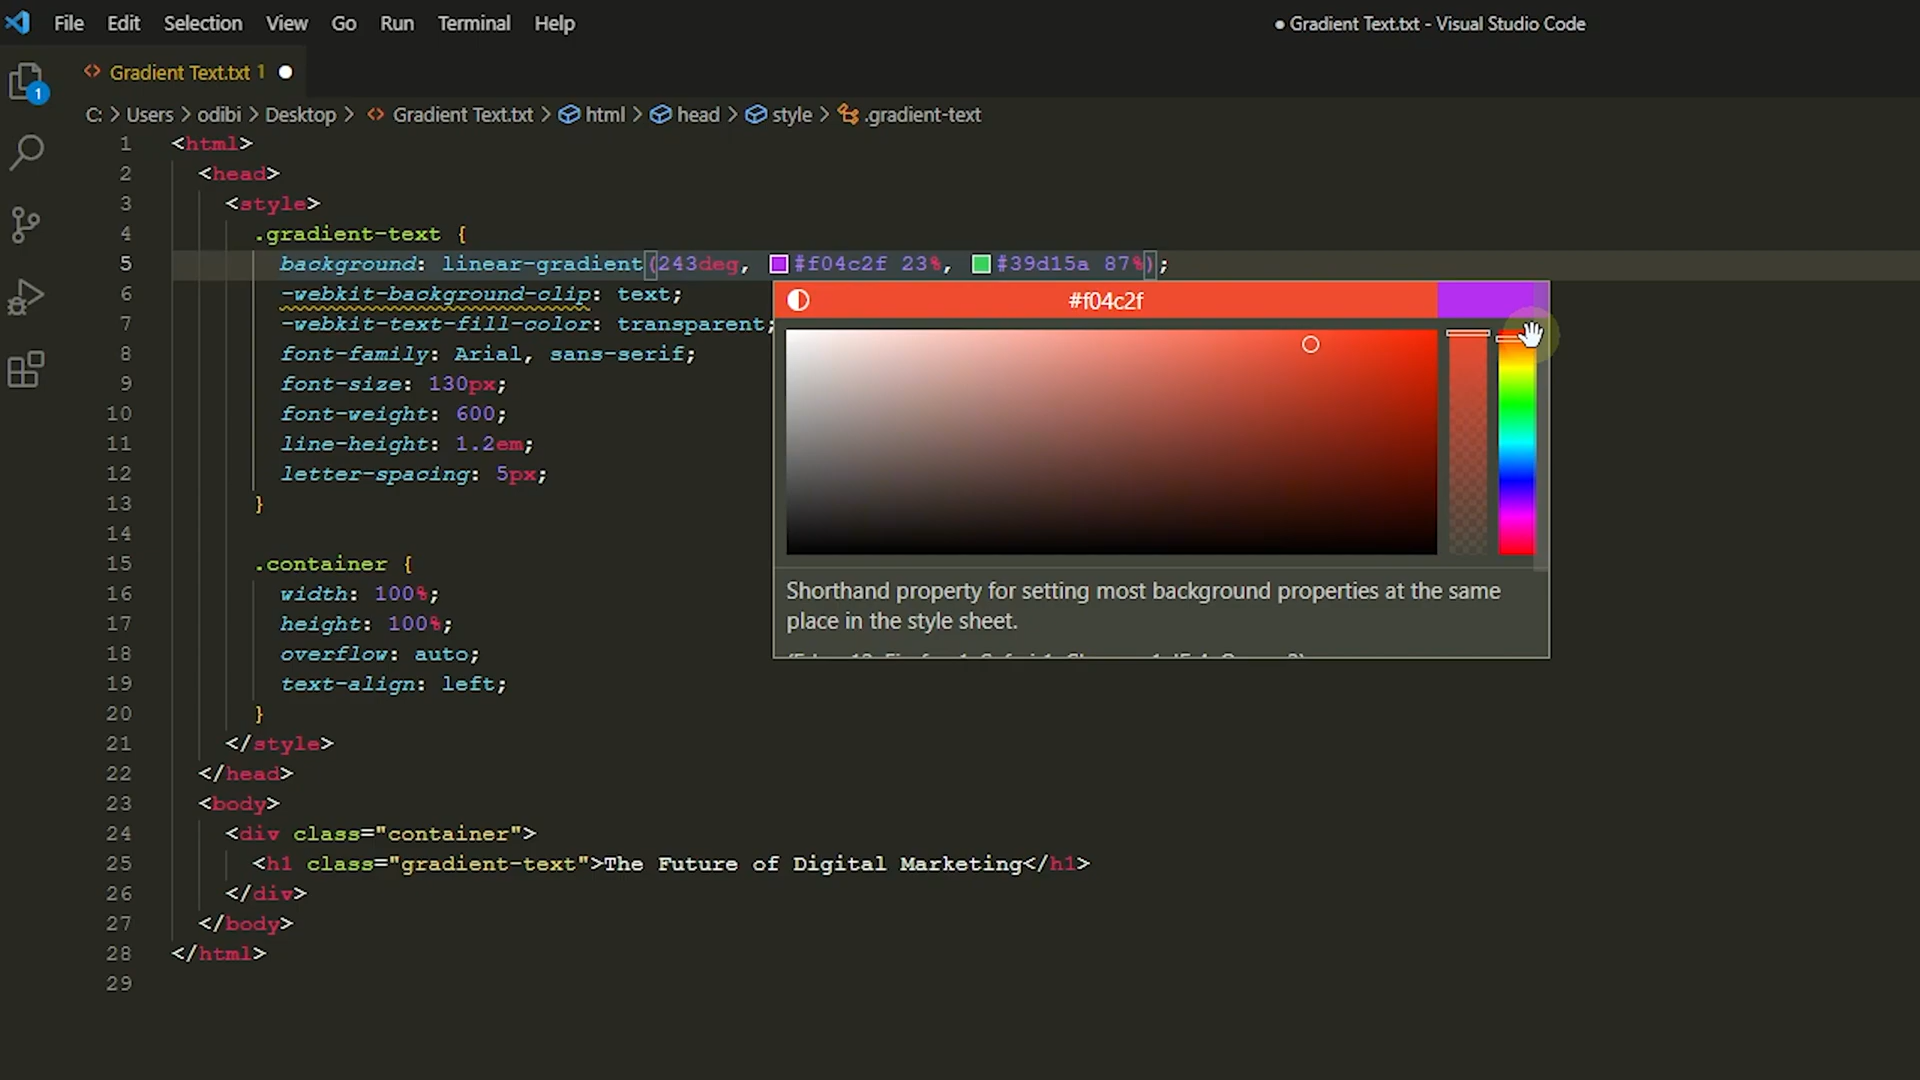 File Edit Selection View Go Run Terminal Help
● Gradient Text.txt - Visual Studio Code
1
<> Gradient Text.txt 1 ●
C: > Users > odibi > Desktop > <> Gradient Text.txt > html > head > style > .gradient-text
1 <html>
2 <head>
3 <style>
4 .gradient-text {
5 background: linear-gradient(243deg, #f04c2f 23%, #39d15a 87%);
6 -webkit-background-clip: text;
7 -webkit-text-fill-color: transparent;
8 font-family: Arial, sans-serif;
9 font-size: 130px;
10 font-weight: 600;
11 line-height: 1.2em;
12 letter-spacing: 5px;
13 }
14
15 .container {
16 width: 100%;
17 height: 100%;
18 overflow: auto;
19 text-align: left;
20 }
21 </style>
22 </head>
23 <body>
24 <div class="container">
25 <h1 class="gradient-text">The Future of Digital Marketing</h1>
26 </div>
27 </body>
28 </html>
29
#f04c2f
Shorthand property for setting most background properties at the same
place in the style sheet.